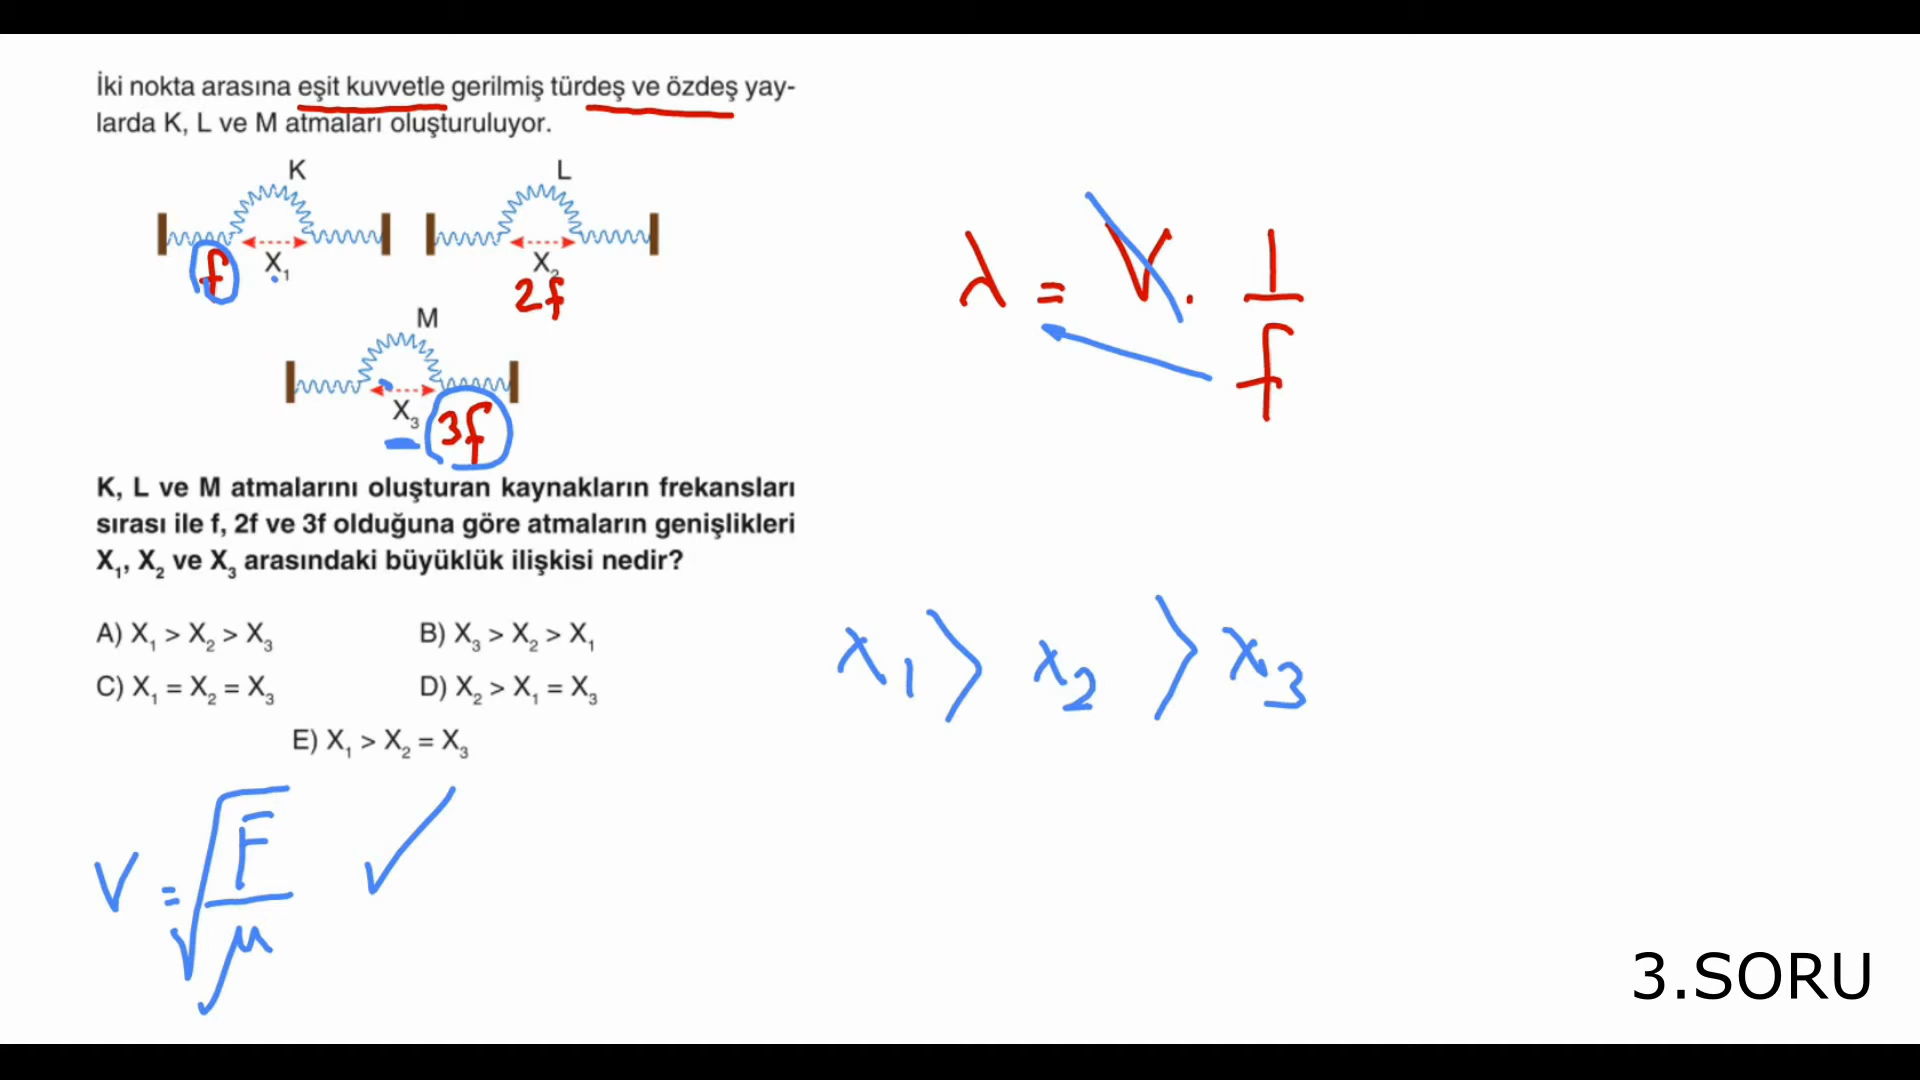 İki nokta arasına eşit kuvvetle gerilmiş türdeş ve özdeş yay-
larda K, L ve M atmaları oluşturuluyor.
K
L
f
X₁
X₂
2f
M
X₃
3f
K, L ve M atmalarını oluşturan kaynakların frekansları
sırası ile f, 2f ve 3f olduğuna göre atmaların genişlikleri
X₁, X₂ ve X₃ arasındaki büyüklük ilişkisi nedir?
A) X₁ > X₂ > X₃
B) X₃ > X₂ > X₁
C) X₁ = X₂ = X₃
D) X₂ > X₁ = X₃
E) X₁ > X₂ = X₃
V = √(F/μ) ✓
λ = V . 1/f
x₁ > x₂ > x₃
3.SORU